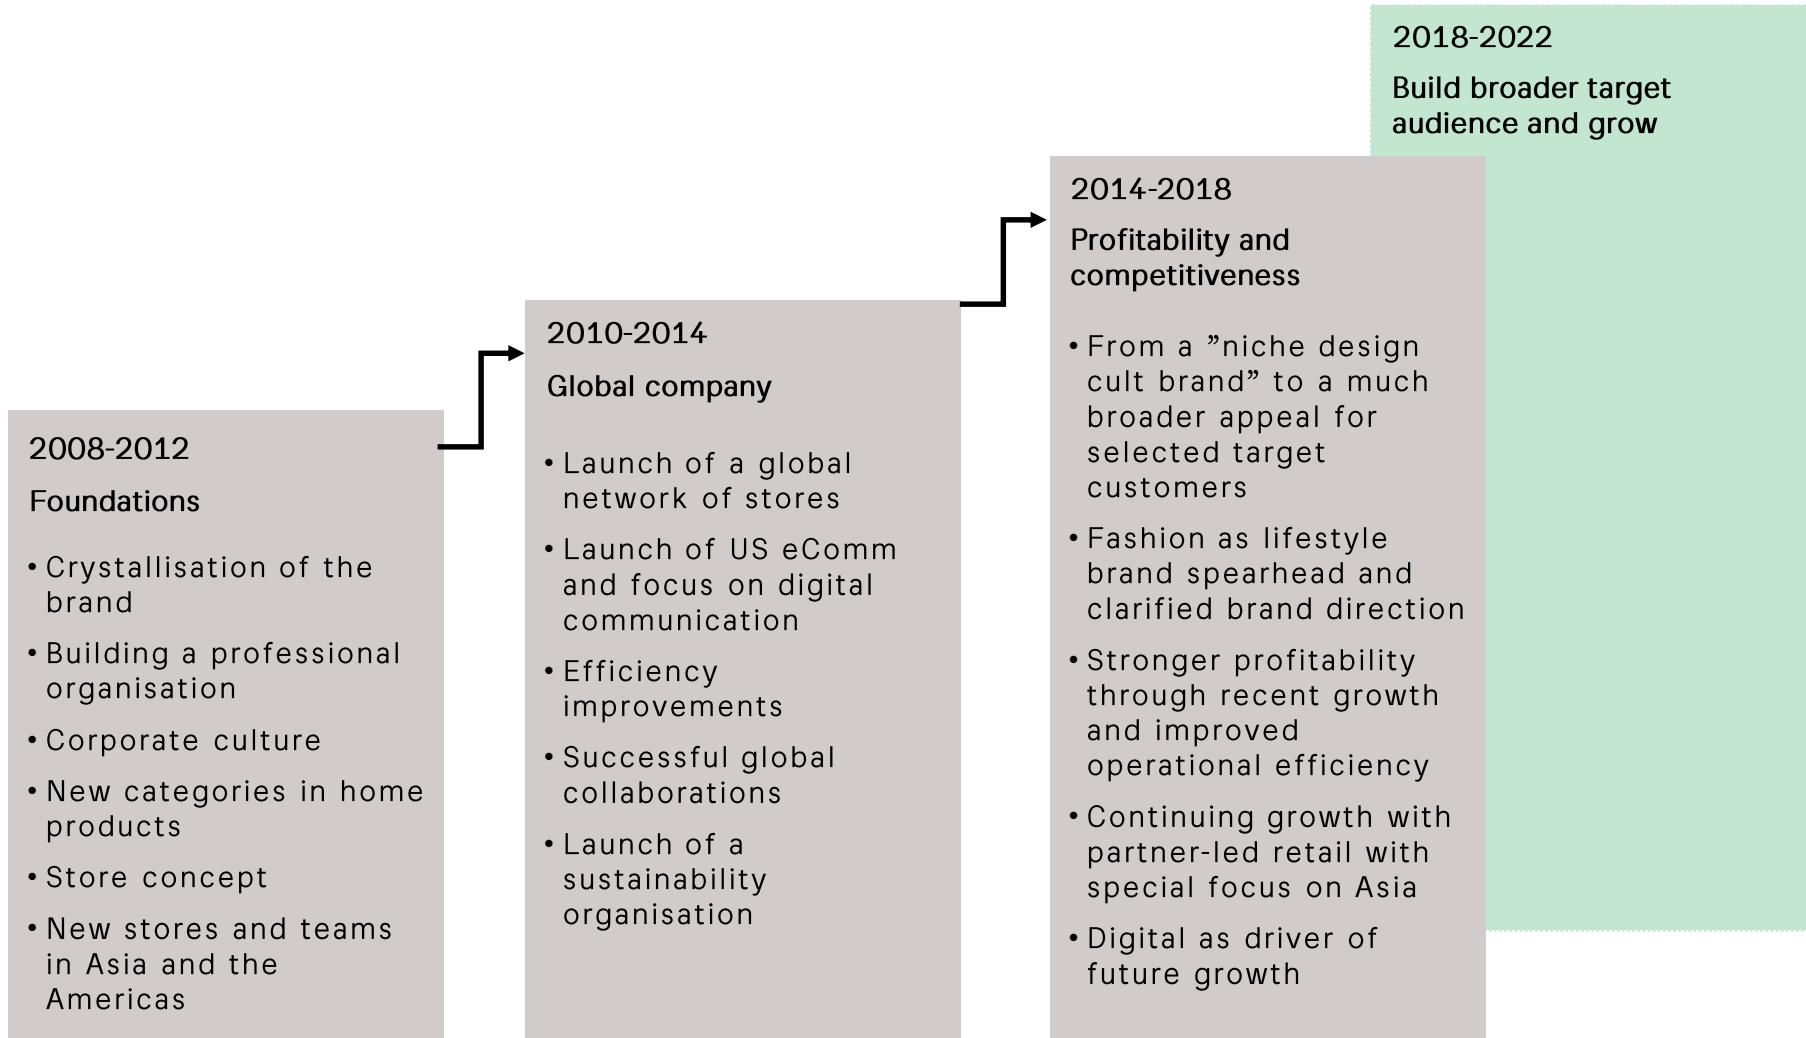 2008-2012
Foundations
• Crystallisation of the
brand
• Building a professional
organisation
• Corporate culture
• New categories in home
products
• Store concept
• New stores and teams
in Asia and the
Americas
2010-2014
Global company
• Launch of a global
network of stores
• Launch of US eComm
and focus on digital
communication
• Efficiency
improvements
• Successful global
collaborations
• Launch of a
sustainability
organisation
2014-2018
Profitability and
competitiveness
• From a ”niche design
cult brand” to a much
broader appeal for
selected target
customers
• Fashion as lifestyle
brand spearhead and
clarified brand direction
• Stronger profitability
through recent growth
and improved
operational efficiency
• Continuing growth with
partner-led retail with
special focus on Asia
• Digital as driver of
future growth
2018-2022
Build broader target
audience and grow